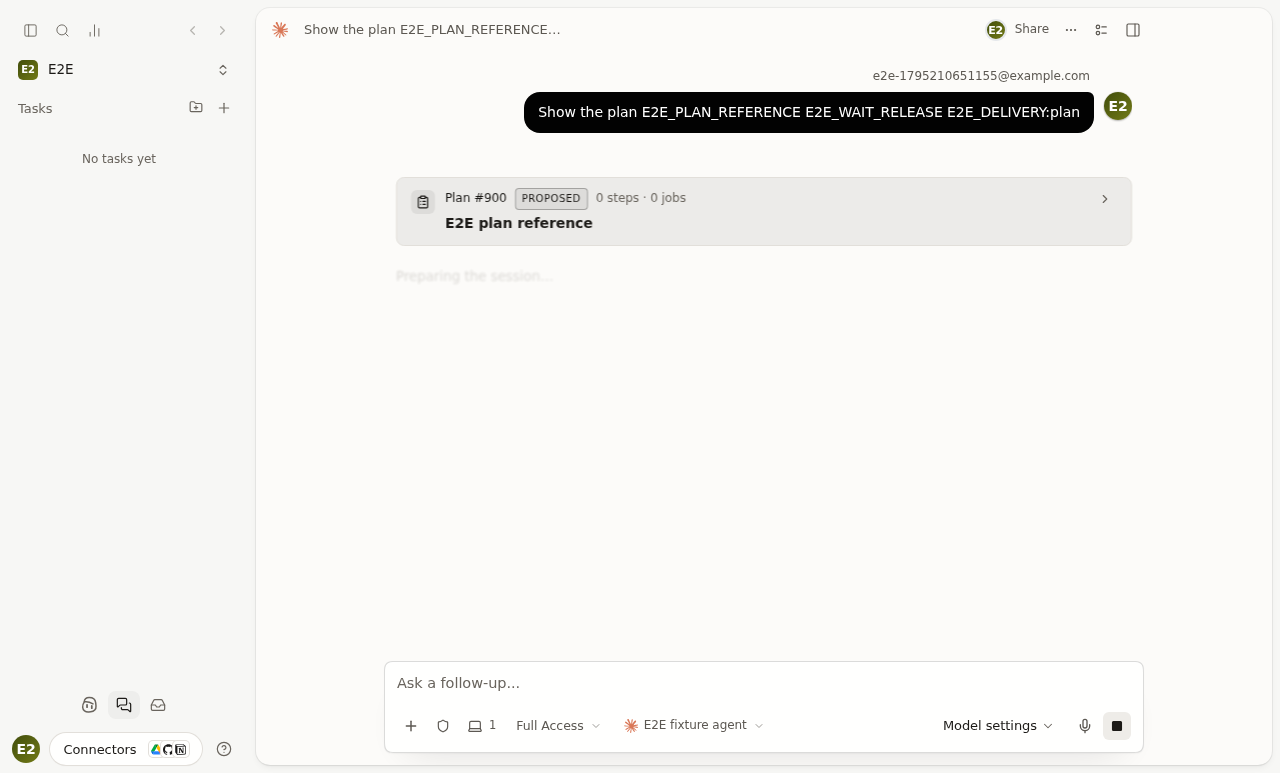 Show the plan E2E_PLAN_REFERENCE…
E2 Share
E2 E2E
Tasks
No tasks yet
e2e-1795210651155@example.com
Show the plan E2E_PLAN_REFERENCE E2E_WAIT_RELEASE E2E_DELIVERY:plan
E2
Plan #900 PROPOSED 0 steps · 0 jobs
E2E plan reference
Preparing the session...
Ask a follow-up...
1 Full Access E2E fixture agent Model settings
E2 Connectors